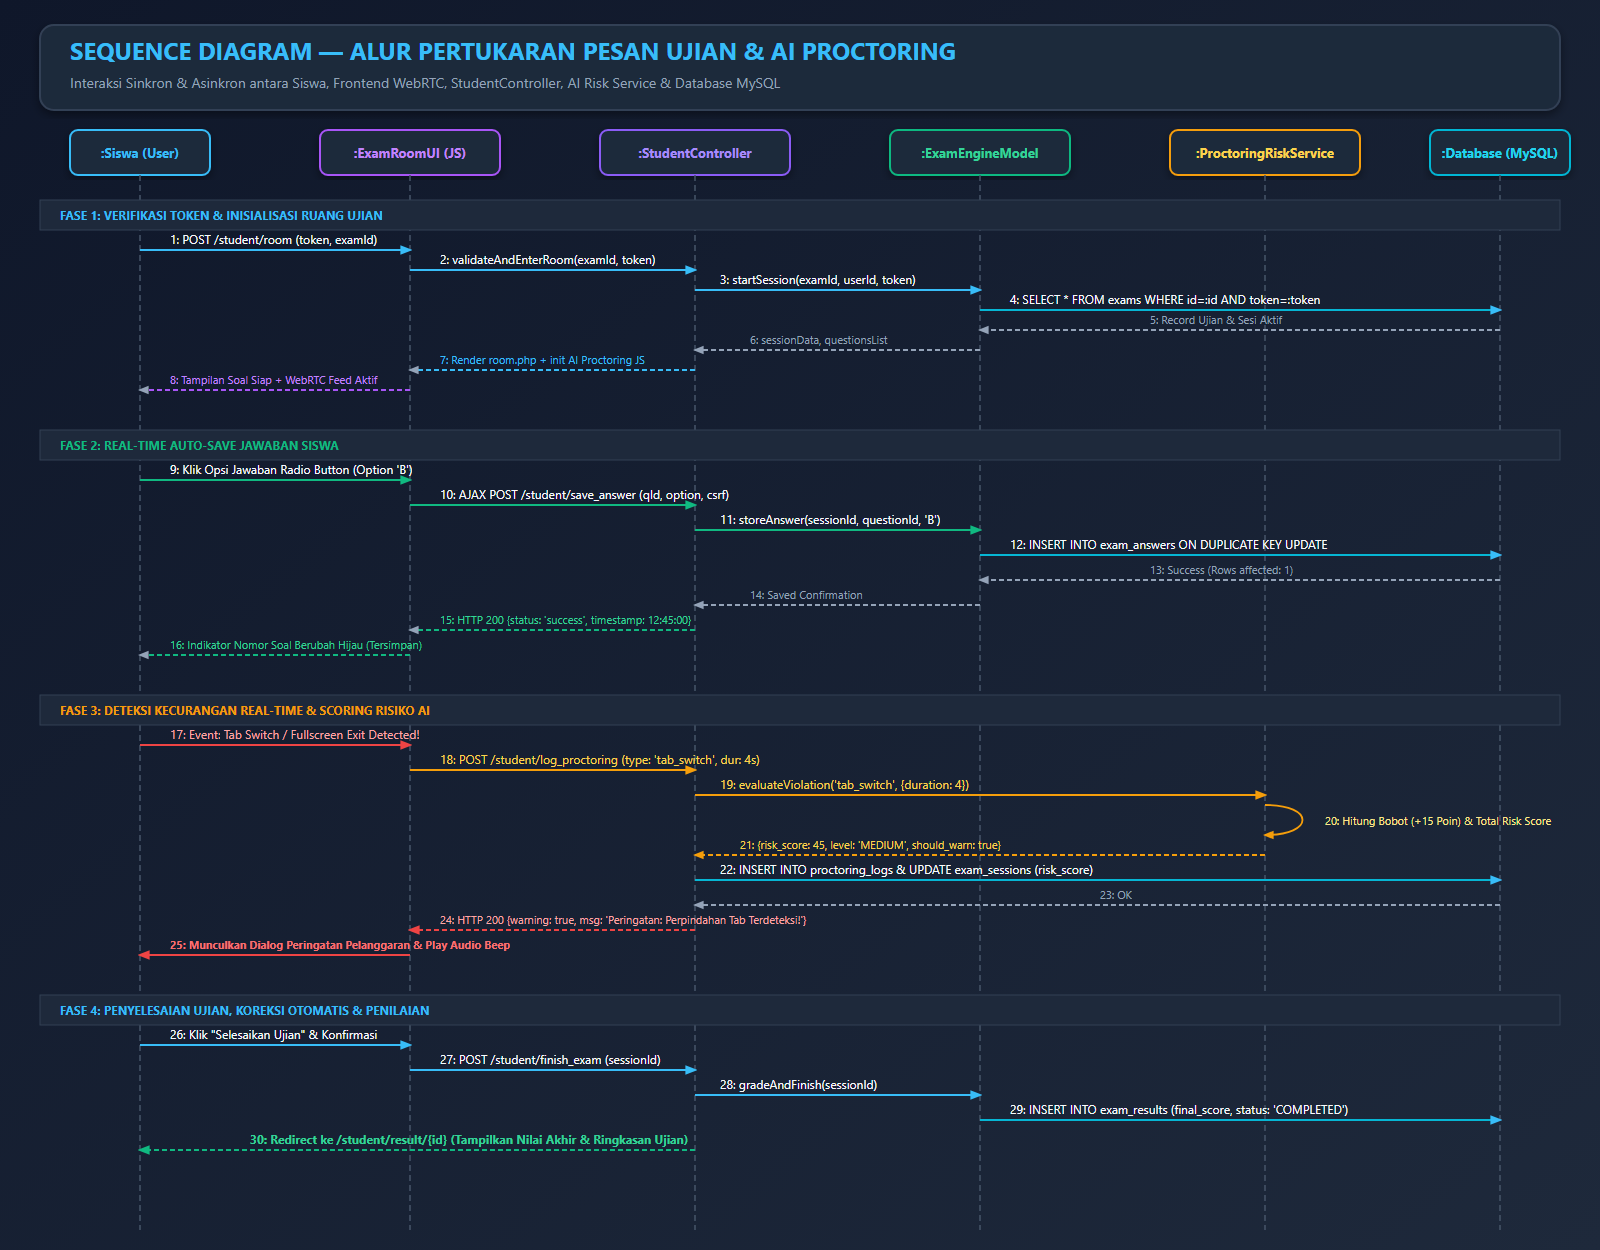 SEQUENCE DIAGRAM — ALUR PERTUKARAN PESAN UJIAN & AI PROCTORING
Interaksi Sinkron & Asinkron antara Siswa, Frontend WebRTC, StudentController, AI Risk Service & Database MySQL
:Siswa (User)
:ExamRoomUI (JS)
:StudentController
:ExamEngineModel
:ProctoringRiskService
:Database (MySQL)
FASE 1: VERIFIKASI TOKEN & INISIALISASI RUANG UJIAN
1: POST /student/room (token, examId)
2: validateAndEnterRoom(examId, token)
3: startSession(examId, userId, token)
4: SELECT * FROM exams WHERE id=:id AND token=:token
5: Record Ujian & Sesi Aktif
6: sessionData, questionsList
7: Render room.php + init AI Proctoring JS
8: Tampilan Soal Siap + WebRTC Feed Aktif
FASE 2: REAL-TIME AUTO-SAVE JAWABAN SISWA
9: Klik Opsi Jawaban Radio Button (Option 'B')
10: AJAX POST /student/save_answer (qId, option, csrf)
11: storeAnswer(sessionId, questionId, 'B')
12: INSERT INTO exam_answers ON DUPLICATE KEY UPDATE
13: Success (Rows affected: 1)
14: Saved Confirmation
15: HTTP 200 {status: 'success', timestamp: 12:45:00}
16: Indikator Nomor Soal Berubah Hijau (Tersimpan)
FASE 3: DETEKSI KECURANGAN REAL-TIME & SCORING RISIKO AI
17: Event: Tab Switch / Fullscreen Exit Detected!
18: POST /student/log_proctoring (type: 'tab_switch', dur: 4s)
19: evaluateViolation('tab_switch', {duration: 4})
20: Hitung Bobot (+15 Poin) & Total Risk Score
21: {risk_score: 45, level: 'MEDIUM', should_warn: true}
22: INSERT INTO proctoring_logs & UPDATE exam_sessions (risk_score)
23: OK
24: HTTP 200 {warning: true, msg: 'Peringatan: Perpindahan Tab Terdeteksi!'}
25: Munculkan Dialog Peringatan Pelanggaran & Play Audio Beep
FASE 4: PENYELESAIAN UJIAN, KOREKSI OTOMATIS & PENILAIAN
26: Klik "Selesaikan Ujian" & Konfirmasi
27: POST /student/finish_exam (sessionId)
28: gradeAndFinish(sessionId)
29: INSERT INTO exam_results (final_score, status: 'COMPLETED')
30: Redirect ke /student/result/{id} (Tampilkan Nilai Akhir & Ringkasan Ujian)